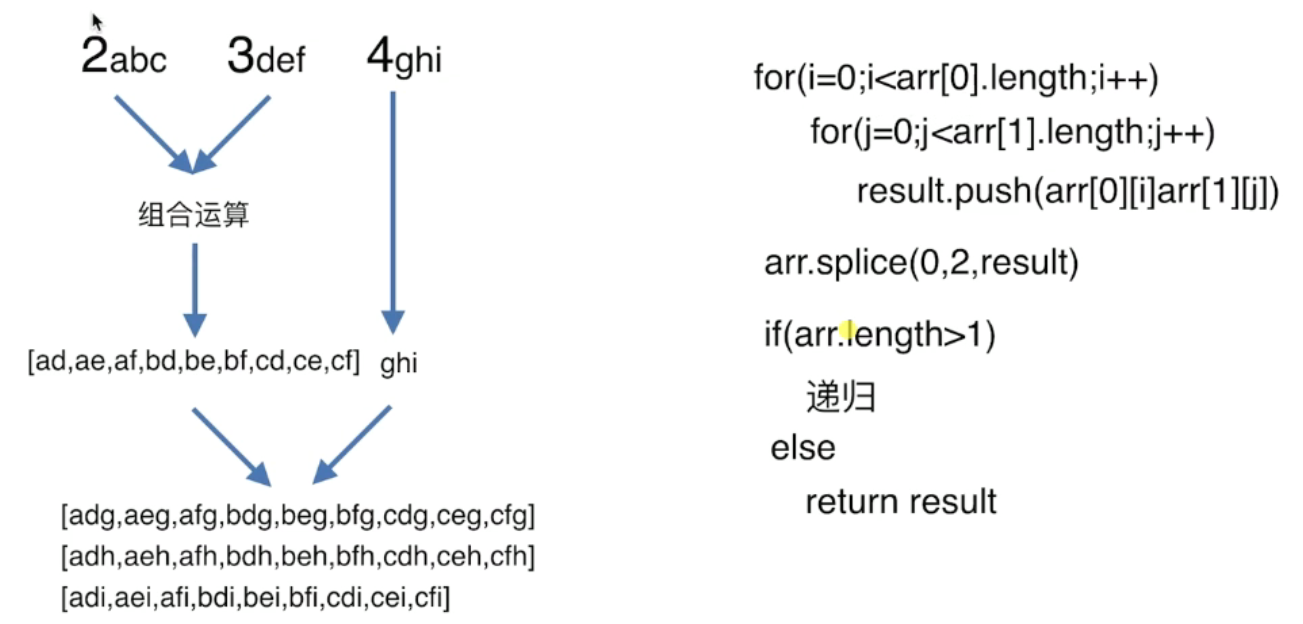 2abc 3def 4ghi
组合运算
[ad,ae,af,bd,be,bf,cd,ce,cf] ghi
[adg,aeg,afg,bdg,beg,bfg,cdg,ceg,cfg]
[adh,aeh,afh,bdh,beh,bfh,cdh,ceh,cfh]
[adi,aei,afi,bdi,bei,bfi,cdi,cei,cfi]
for(i=0;i<arr[0].length;i++)
for(j=0;j<arr[1].length;j++)
result.push(arr[0][i]arr[1][j])
arr.splice(0,2,result)
if(arr.length>1)
递归
else
return result